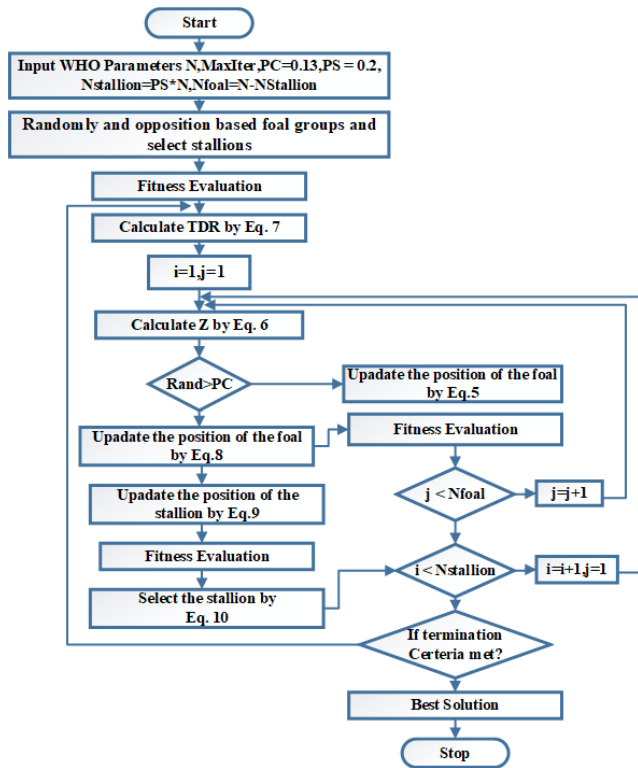 Start
Input WHO Parameters N,MaxIter,PC=0.13,PS = 0.2,
Nstallion=PS*N,Nfoal=N-NStallion
Randomly and opposition based foal groups and
select stallions
Fitness Evaluation
Calculate TDR by Eq. 7
i=1,j=1
Calculate Z by Eq. 6
Rand>PC
Upadate the position of the foal
by Eq.5
Upadate the position of the foal
by Eq.8
Fitness Evaluation
Upadate the position of the
stallion by Eq.9
j < Nfoal
j=j+1
Fitness Evaluation
i < Nstallion
i=i+1,j=1
Select the stallion by
Eq. 10
If termination
Certeria met?
Best Solution
Stop